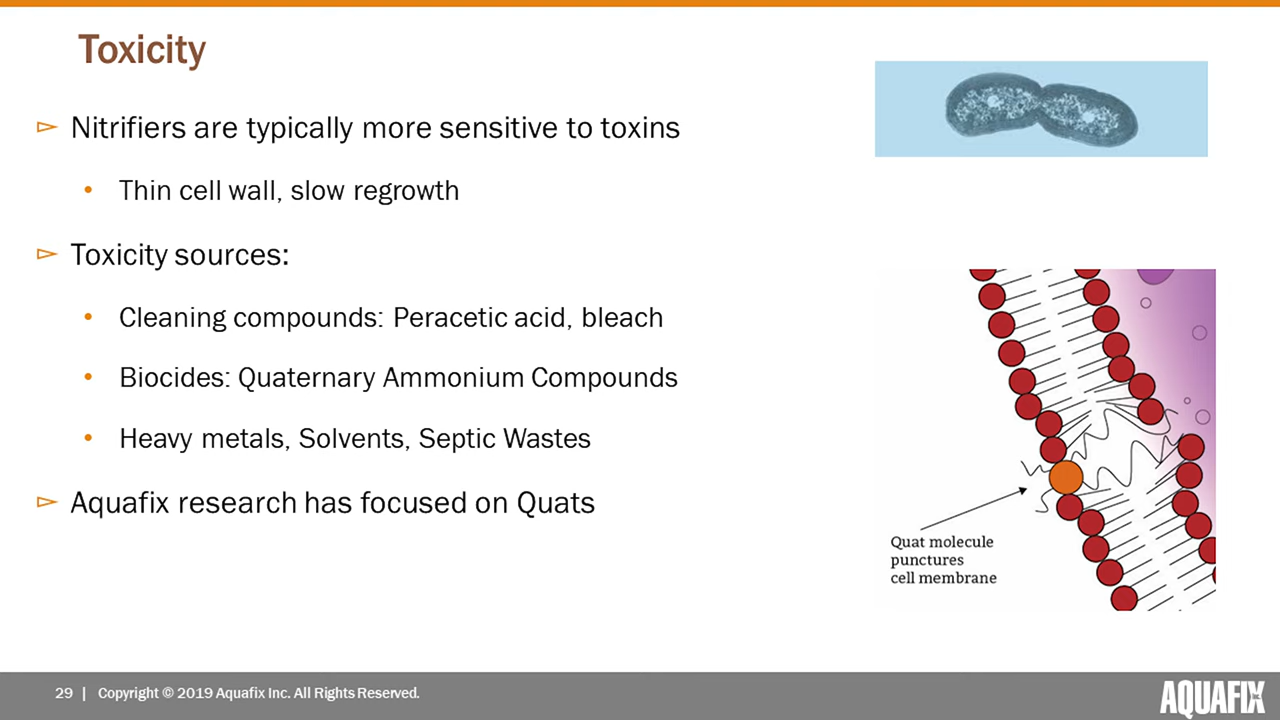 Toxicity
Nitrifiers are typically more sensitive to toxins
Thin cell wall, slow regrowth
Toxicity sources:
Cleaning compounds: Peracetic acid, bleach
Biocides: Quaternary Ammonium Compounds
Heavy metals, Solvents, Septic Wastes
Aquafix research has focused on Quats
Quat molecule
punctures
cell membrane
29 | Copyright © 2019 Aquafix Inc. All Rights Reserved.
AQUAFIX Inc.